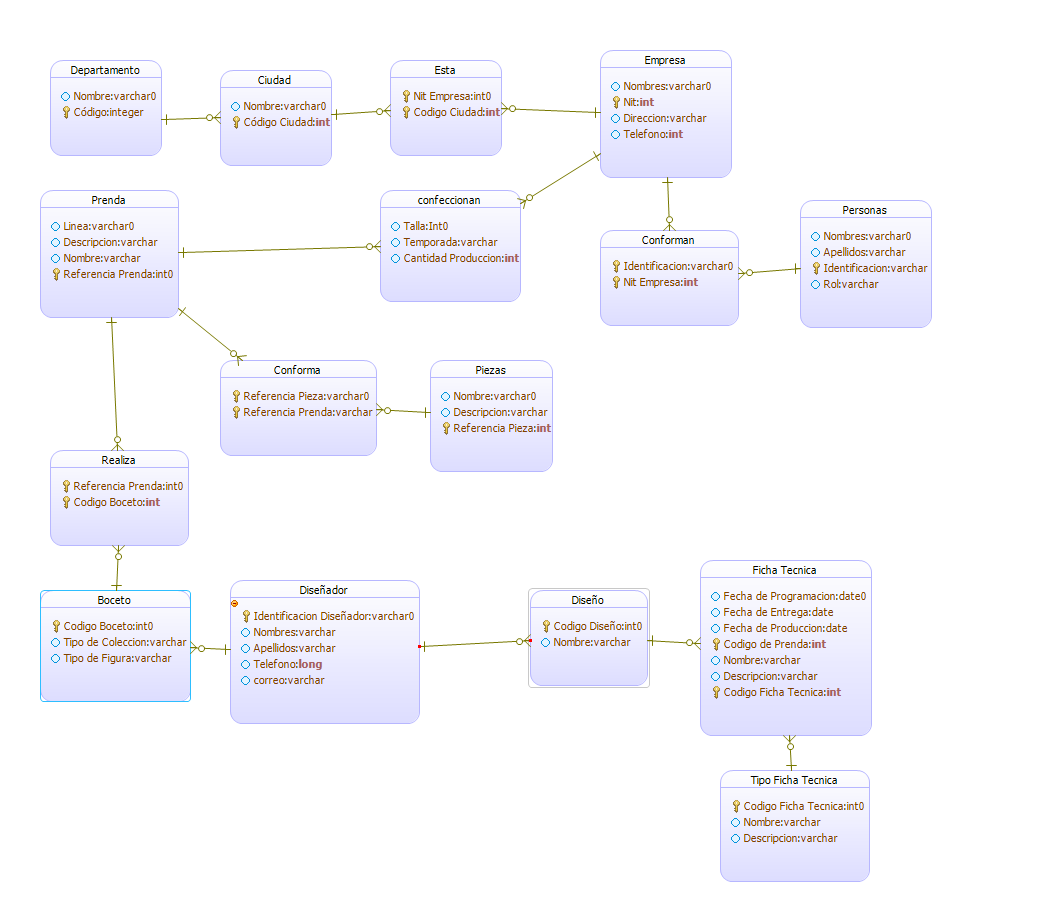 Departamento
Nombre:varchar0
Código:integer
Ciudad
Nombre:varchar0
Código Ciudad:int
Esta
Nit Empresa:int0
Codigo Ciudad:int
Empresa
Nombres:varchar0
Nit:int
Direccion:varchar
Telefono:int
Prenda
Linea:varchar0
Descripcion:varchar
Nombre:varchar
Referencia Prenda:int0
confeccionan
Talla:Int0
Temporada:varchar
Cantidad Produccion:int
Conforman
Identificacion:varchar0
Nit Empresa:int
Personas
Nombres:varchar0
Apellidos:varchar
Identificacion:varchar
Rol:varchar
Conforma
Referencia Pieza:varchar0
Referencia Prenda:varchar
Piezas
Nombre:varchar0
Descripcion:varchar
Referencia Pieza:int
Realiza
Referencia Prenda:int0
Codigo Boceto:int
Boceto
Codigo Boceto:int0
Tipo de Coleccion:varchar
Tipo de Figura:varchar
Diseñador
Identificacion Diseñador:varchar0
Nombres:varchar
Apellidos:varchar
Telefono:long
correo:varchar
Diseño
Codigo Diseño:int0
Nombre:varchar
Ficha Tecnica
Fecha de Programacion:date0
Fecha de Entrega:date
Fecha de Produccion:date
Codigo de Prenda:int
Nombre:varchar
Descripcion:varchar
Codigo Ficha Tecnica:int
Tipo Ficha Tecnica
Codigo Ficha Tecnica:int0
Nombre:varchar
Descripcion:varchar